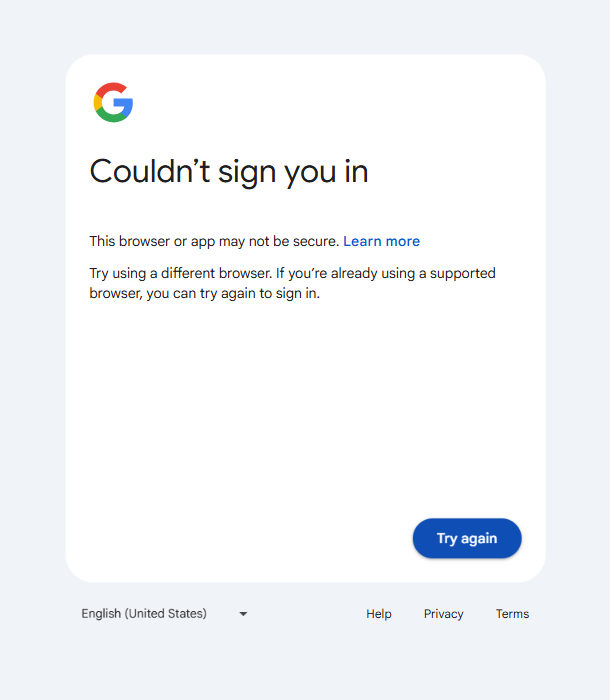 Couldn’t sign you in
This browser or app may not be secure. Learn more
Try using a different browser. If you’re already using a supported
browser, you can try again to sign in.
Try again
English (United States)
Help Privacy Terms